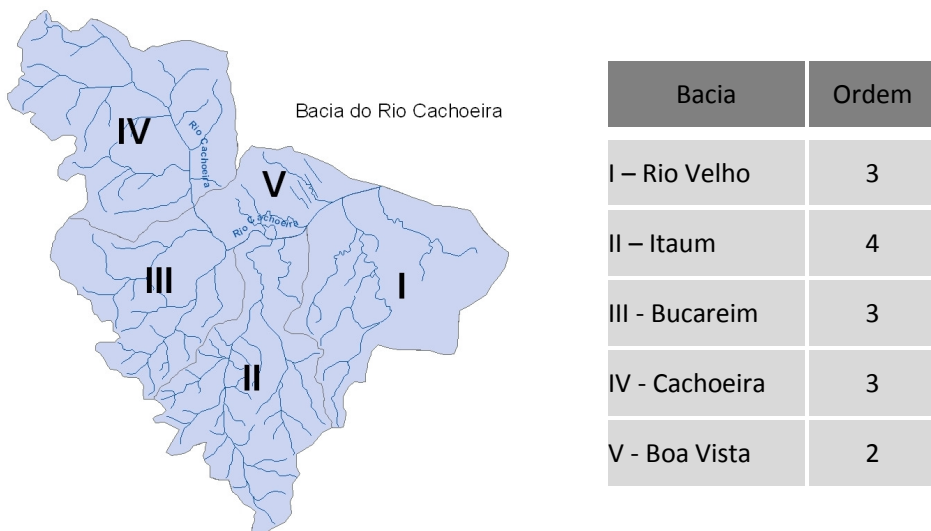 Bacia do Rio Cachoeira
IV
Rio Cachoeira
V
Rio Cachoeira
III
I
II
Bacia Ordem
I – Rio Velho 3
II – Itaum 4
III - Bucareim 3
IV - Cachoeira 3
V - Boa Vista 2